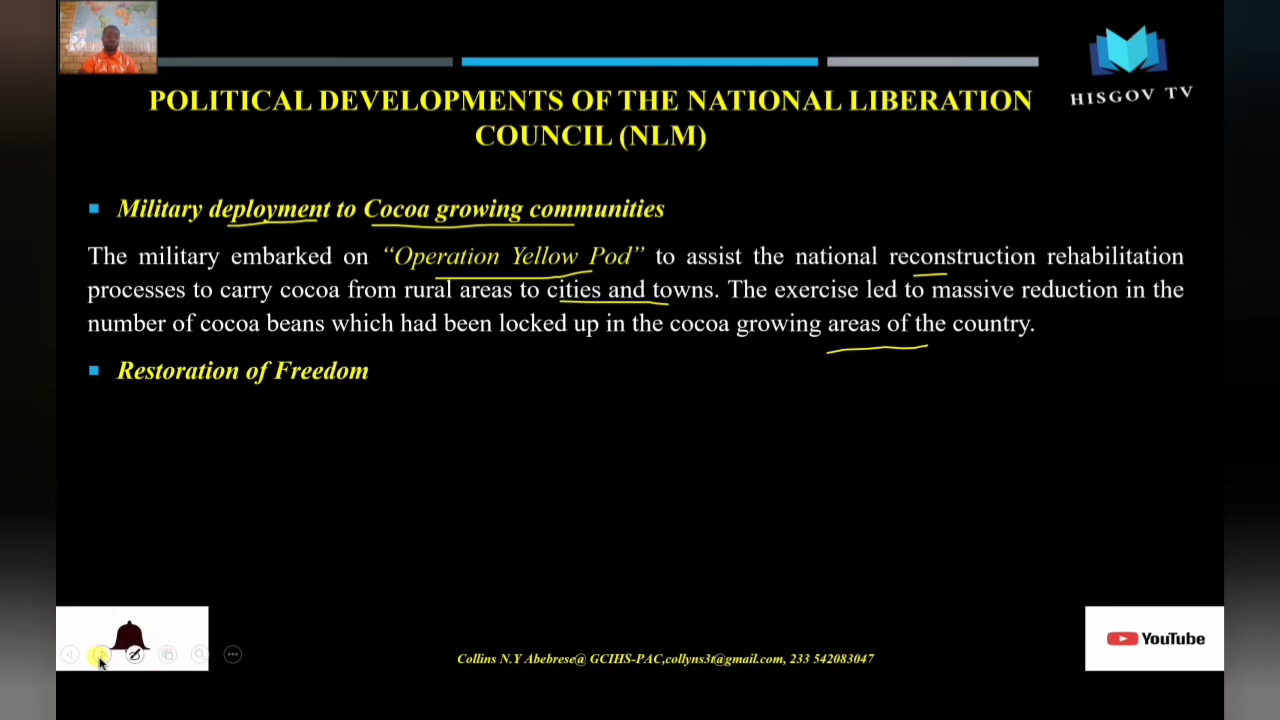 HISGOV TV
POLITICAL DEVELOPMENTS OF THE NATIONAL LIBERATION
COUNCIL (NLM)
Military deployment to Cocoa growing communities
The military embarked on “Operation Yellow Pod” to assist the national reconstruction rehabilitation
processes to carry cocoa from rural areas to cities and towns. The exercise led to massive reduction in the
number of cocoa beans which had been locked up in the cocoa growing areas of the country.
Restoration of Freedom
YouTube
Collins N.Y Abebrese@ GCIHS-PAC,collyns3t@gmail.com, 233 542083047